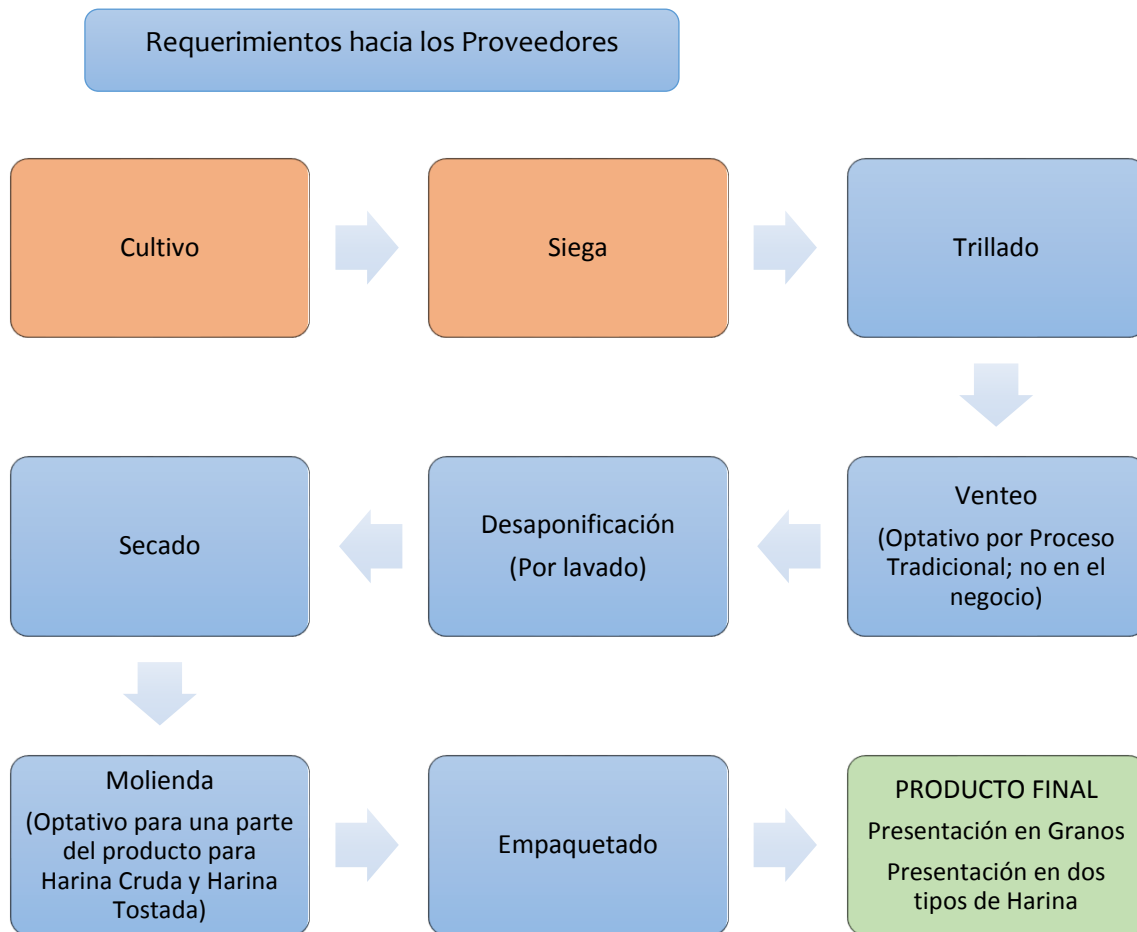 Requerimientos hacia los Proveedores
Cultivo
Siega
Trillado
Venteo
(Optativo por Proceso
Tradicional; no en el
negocio)
Desaponificación
(Por lavado)
Secado
Molienda
(Optativo para una parte
del producto para
Harina Cruda y Harina
Tostada)
Empaquetado
PRODUCTO FINAL
Presentación en Granos
Presentación en dos
tipos de Harina